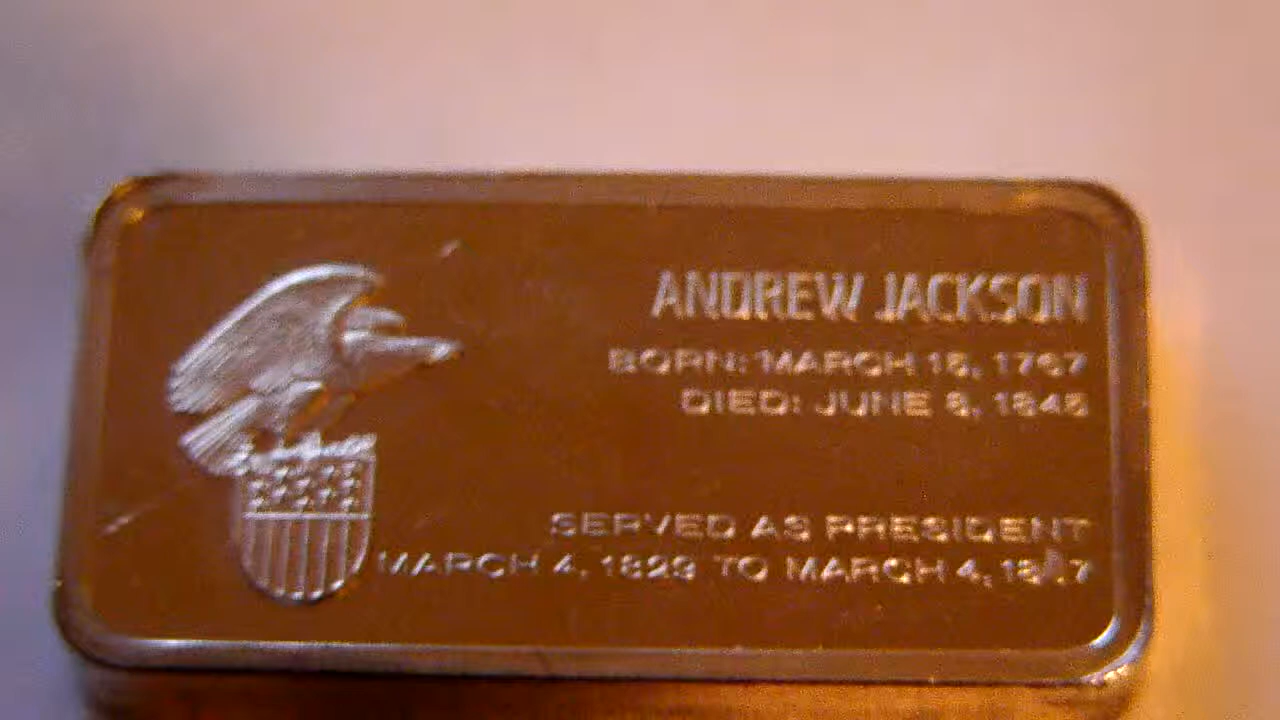 ANDREW JACKSON
BORN: MARCH 15, 1767
DIED: JUNE 8, 1845
SERVED AS PRESIDENT
MARCH 4, 1829 TO MARCH 4,